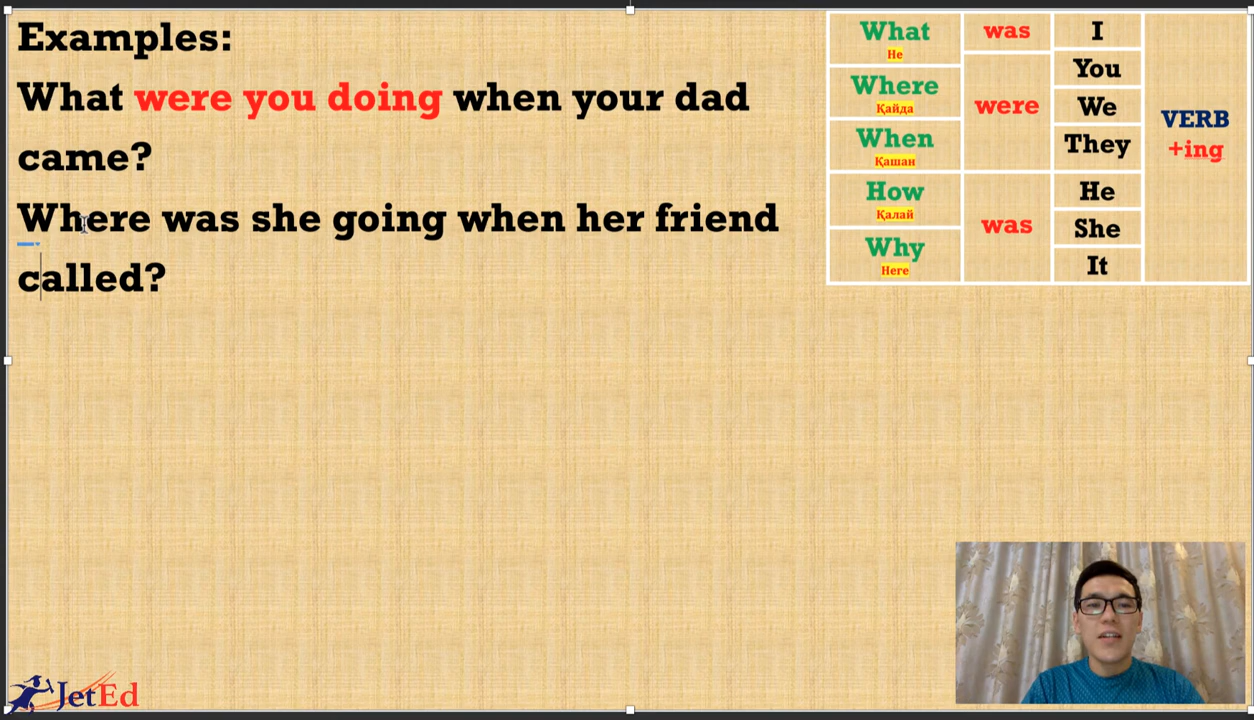 Examples:
What were you doing when your dad
came?
Where was she going when her friend
called?
What
Не
Where
Қайда
When
Қашан
How
Қалай
Why
Неге
was
were
was
I
You
We
They
He
She
It
VERB
+ing
JetEd